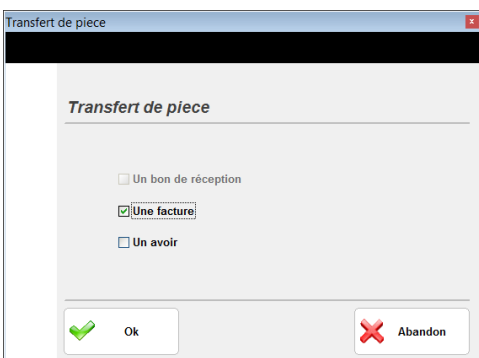 Transfert de piece
x
Transfert de piece
Un bon de réception
Une facture
Un avoir
Ok
Abandon